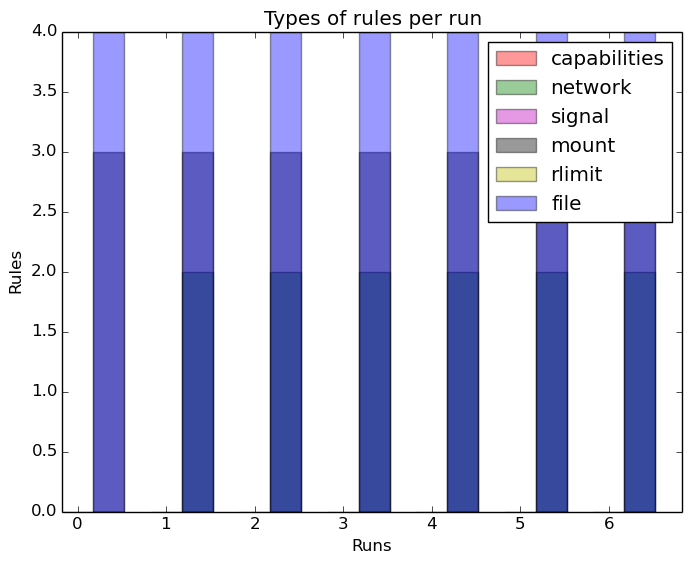 Types of rules per run
4.0
3.5
3.0
2.5
2.0
1.5
1.0
0.5
0.0
Rules
capabilities
network
signal
mount
rlimit
file
0 1 2 3 4 5 6
Runs